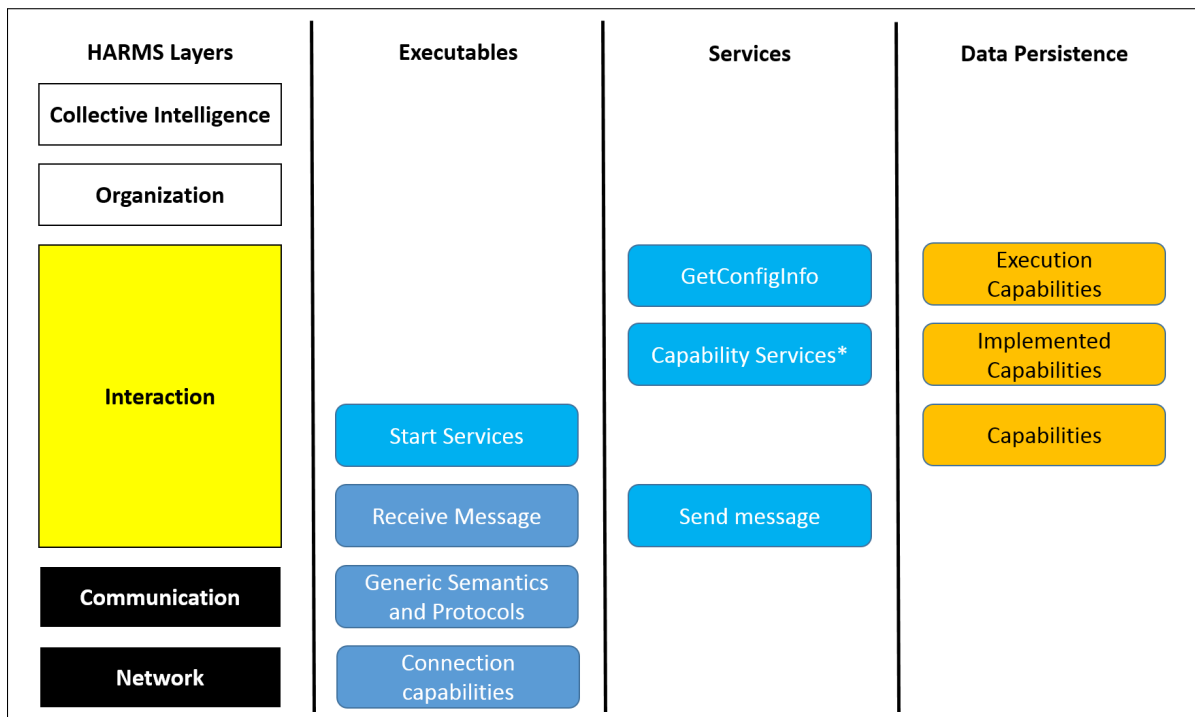 HARMS Layers
Executables
Services
Data Persistence
Collective Intelligence
Organization
Interaction
GetConfigInfo
Execution
Capabilities
Capability Services*
Implemented
Capabilities
Start Services
Capabilities
Receive Message
Send message
Communication
Generic Semantics
and Protocols
Network
Connection
capabilities